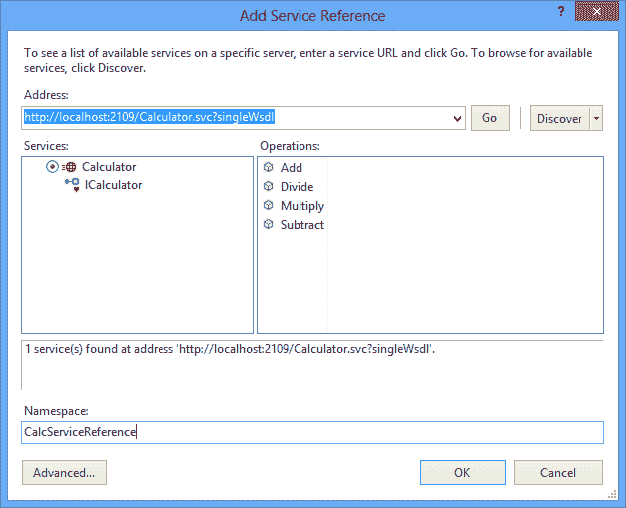 Add Service Reference
?
To see a list of available services on a specific server, enter a service URL and click Go. To browse for available
services, click Discover.
Address:
http://localhost:2109/Calculator.svc?singleWsdl
Go
Discover
Services:
Operations:
Calculator
ICalculator
Add
Divide
Multiply
Subtract
1 service(s) found at address 'http://localhost:2109/Calculator.svc?singleWsdl'.
Namespace:
CalcServiceReference
Advanced...
OK
Cancel